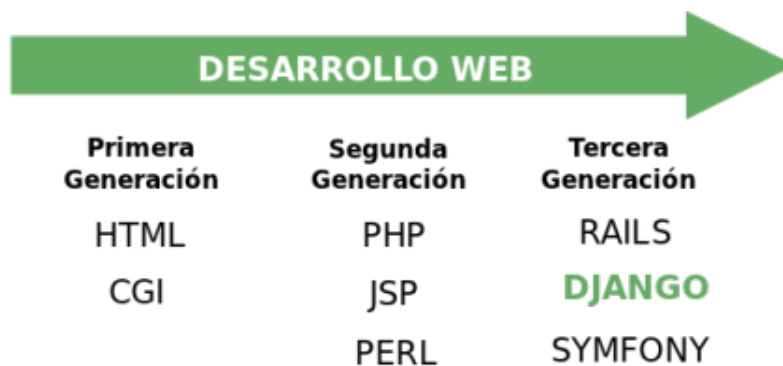 DESARROLLO WEB
Primera
Generación
HTML
CGI
Segunda
Generación
PHP
JSP
PERL
Tercera
Generación
RAILS
DJANGO
SYMFONY